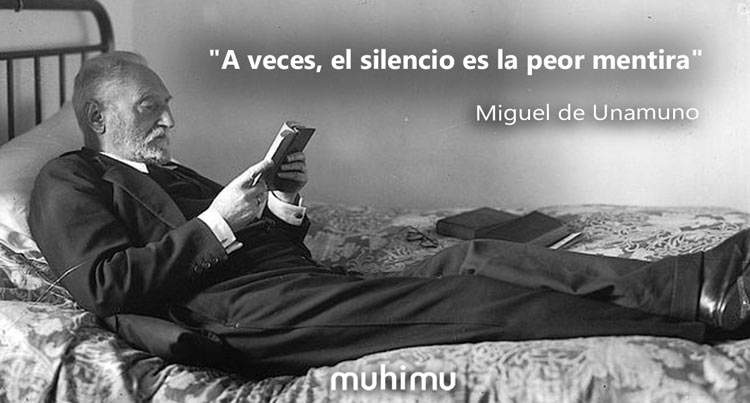 "A veces, el silencio es la peor mentira"
Miguel de Unamuno
muhimu